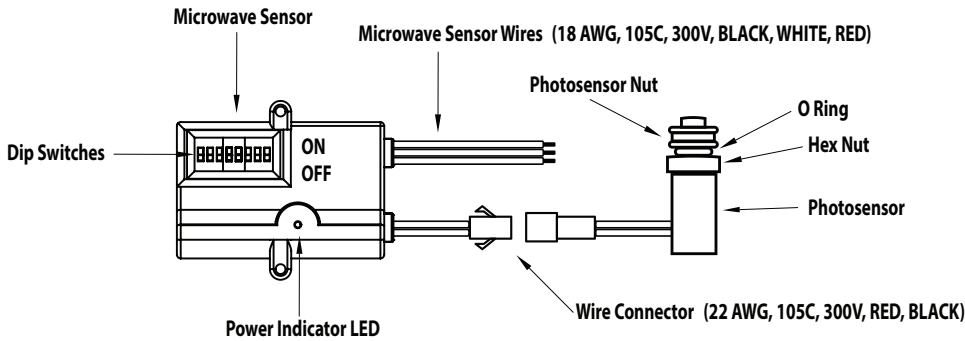 Microwave Sensor
Microwave Sensor Wires (18 AWG, 105C, 300V, BLACK, WHITE, RED)
Photosensor Nut
O Ring
Hex Nut
Dip Switches
ON
OFF
Photosensor
Wire Connector (22 AWG, 105C, 300V, RED, BLACK)
Power Indicator LED